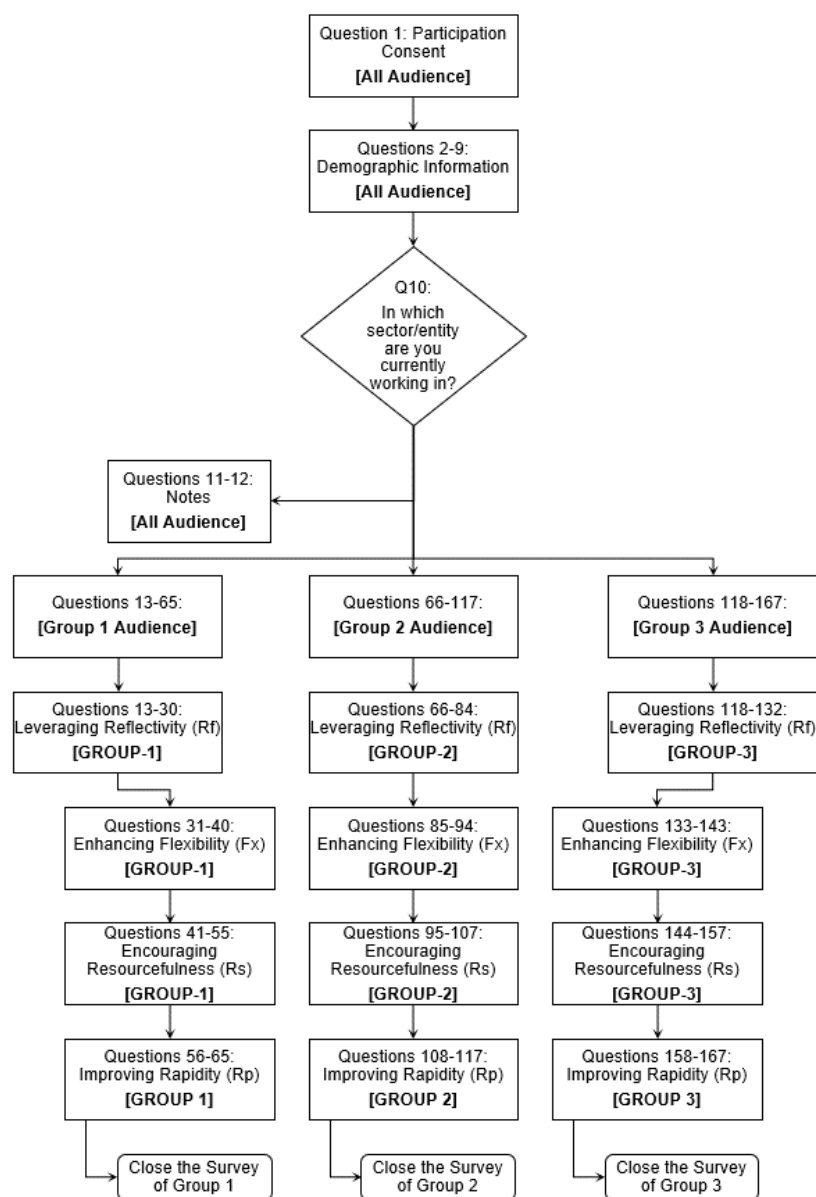 Question 1: Participation
Consent
[All Audience]
Questions 2-9:
Demographic Information
[All Audience]
Q10:
In which
sector/entity
are you
currently
working in?
Questions 11-12:
Notes
[All Audience]
Questions 13-65:
[Group 1 Audience]
Questions 66-117:
[Group 2 Audience]
Questions 118-167:
[Group 3 Audience]
Questions 13-30:
Leveraging Reflectivity (Rf)
[GROUP-1]
Questions 66-84:
Leveraging Reflectivity (Rf)
[GROUP-2]
Questions 118-132:
Leveraging Reflectivity (Rf)
[GROUP-3]
Questions 31-40:
Enhancing Flexibility (Fx)
[GROUP-1]
Questions 85-94:
Enhancing Flexibility (Fx)
[GROUP-2]
Questions 133-143:
Enhancing Flexibility (Fx)
[GROUP-3]
Questions 41-55:
Encouraging
Resourcefulness (Rs)
[GROUP-1]
Questions 95-107:
Encouraging
Resourcefulness (Rs)
[GROUP-2]
Questions 144-157:
Encouraging
Resourcefulness (Rs)
[GROUP-3]
Questions 56-65:
Improving Rapidity (Rp)
[GROUP 1]
Questions 108-117:
Improving Rapidity (Rp)
[GROUP 2]
Questions 158-167:
Improving Rapidity (Rp)
[GROUP 3]
Close the Survey
of Group 1
Close the Survey
of Group 2
Close the Survey
of Group 3